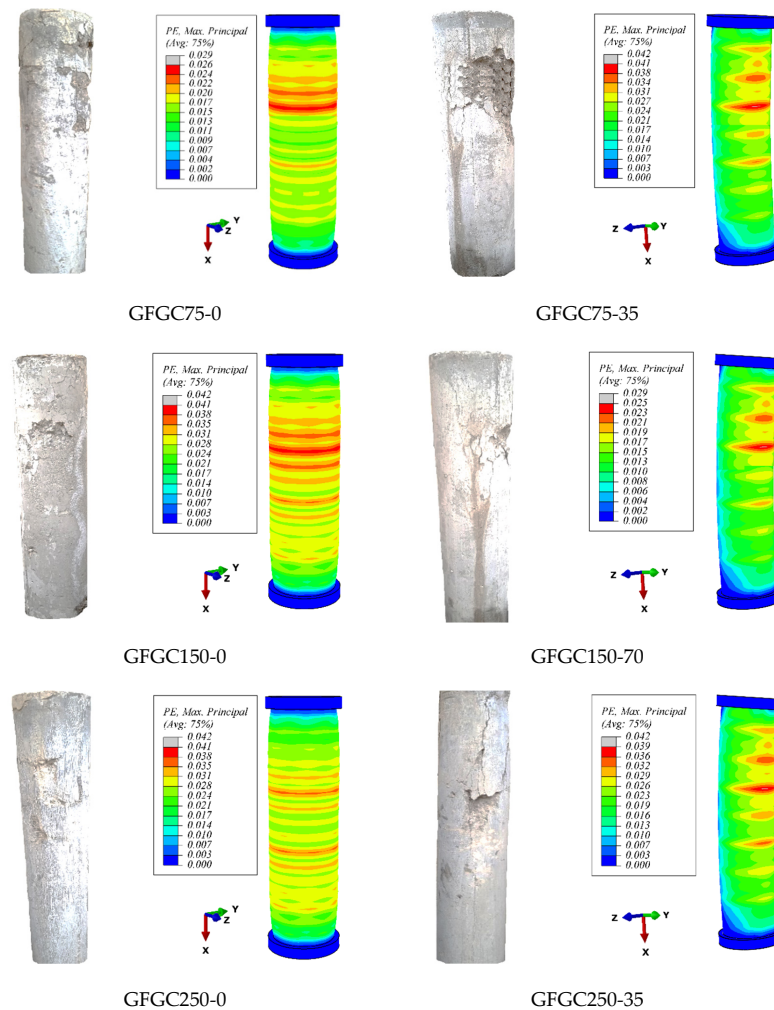 PE, Max. Principal
(Avg: 75%)
0.029
0.026
0.024
0.022
0.020
0.017
0.015
0.013
0.011
0.009
0.007
0.004
0.002
0.000
Y
Z
X
GFGC75-0
PE, Max. Principal
(Avg: 75%)
0.042
0.041
0.038
0.034
0.031
0.027
0.024
0.021
0.017
0.014
0.010
0.007
0.003
0.000
Z
Y
X
GFGC75-35
PE, Max. Principal
(Avg: 75%)
0.042
0.041
0.038
0.035
0.031
0.028
0.024
0.021
0.017
0.014
0.010
0.007
0.003
0.000
Y
Z
X
GFGC150-0
PE, Max. Principal
(Avg: 75%)
0.029
0.025
0.023
0.021
0.019
0.017
0.015
0.013
0.010
0.008
0.006
0.004
0.002
0.000
Z
Y
X
GFGC150-70
PE, Max. Principal
(Avg: 75%)
0.042
0.041
0.038
0.035
0.031
0.028
0.024
0.021
0.017
0.014
0.010
0.007
0.003
0.000
Y
Z
X
GFGC250-0
PE, Max. Principal
(Avg: 75%)
0.042
0.039
0.036
0.032
0.029
0.026
0.023
0.019
0.016
0.013
0.010
0.006
0.003
0.000
Z
Y
X
GFGC250-35